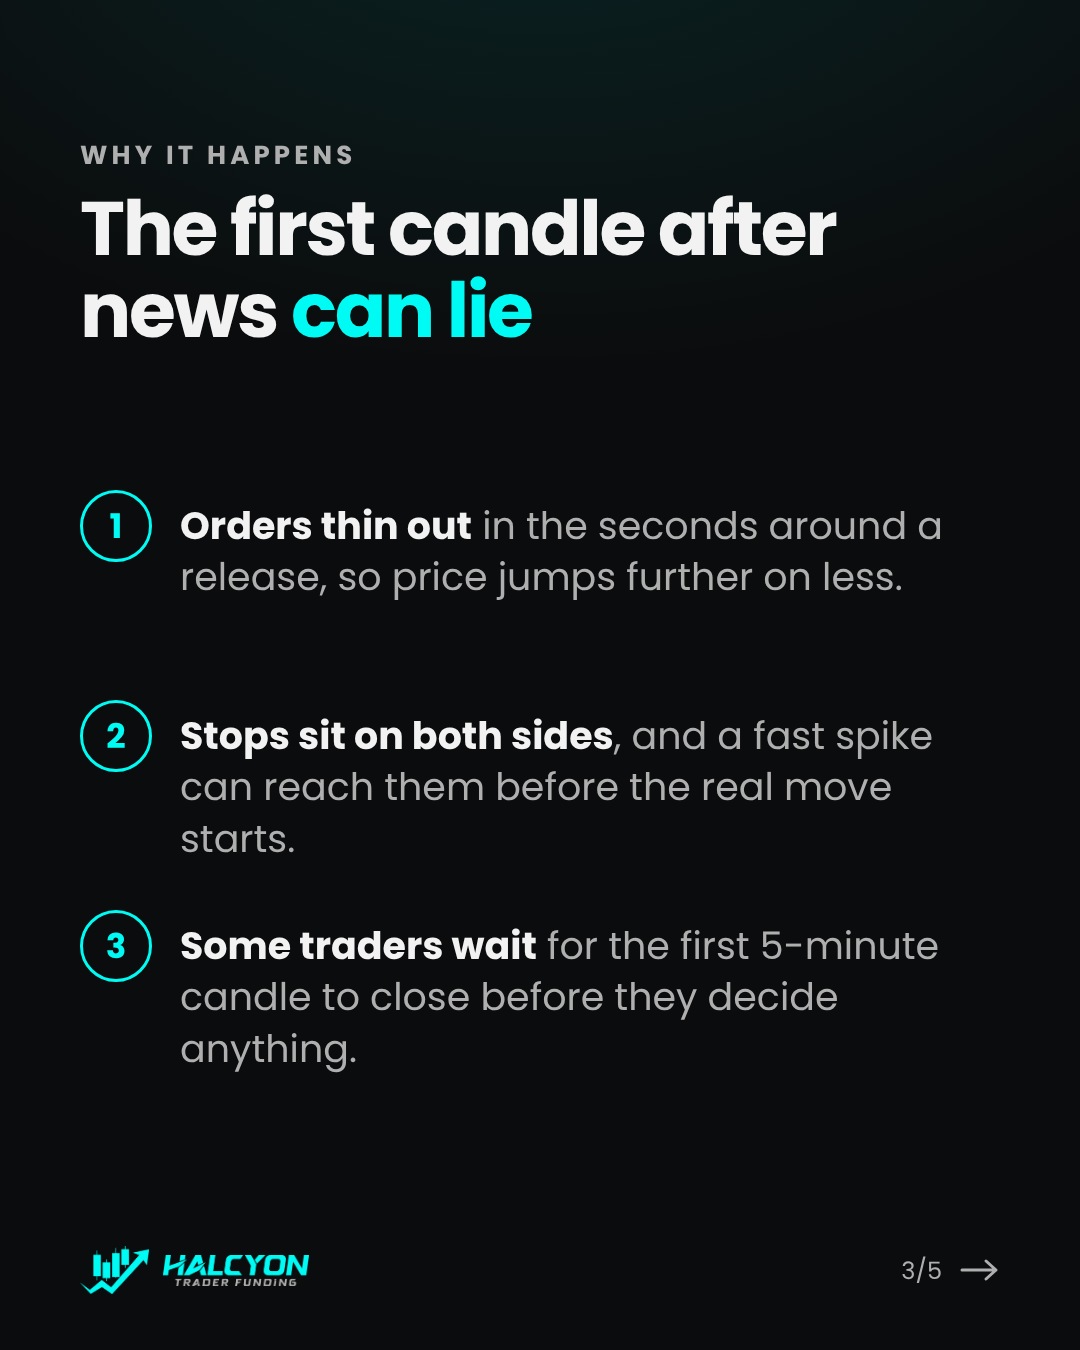 WHY IT HAPPENS
The first candle after
news can lie
1
Orders thin out in the seconds around a
release, so price jumps further on less.
2
Stops sit on both sides, and a fast spike
can reach them before the real move
starts.
3
Some traders wait for the first 5-minute
candle to close before they decide
anything.
HALCYON
TRADER FUNDING
3/5